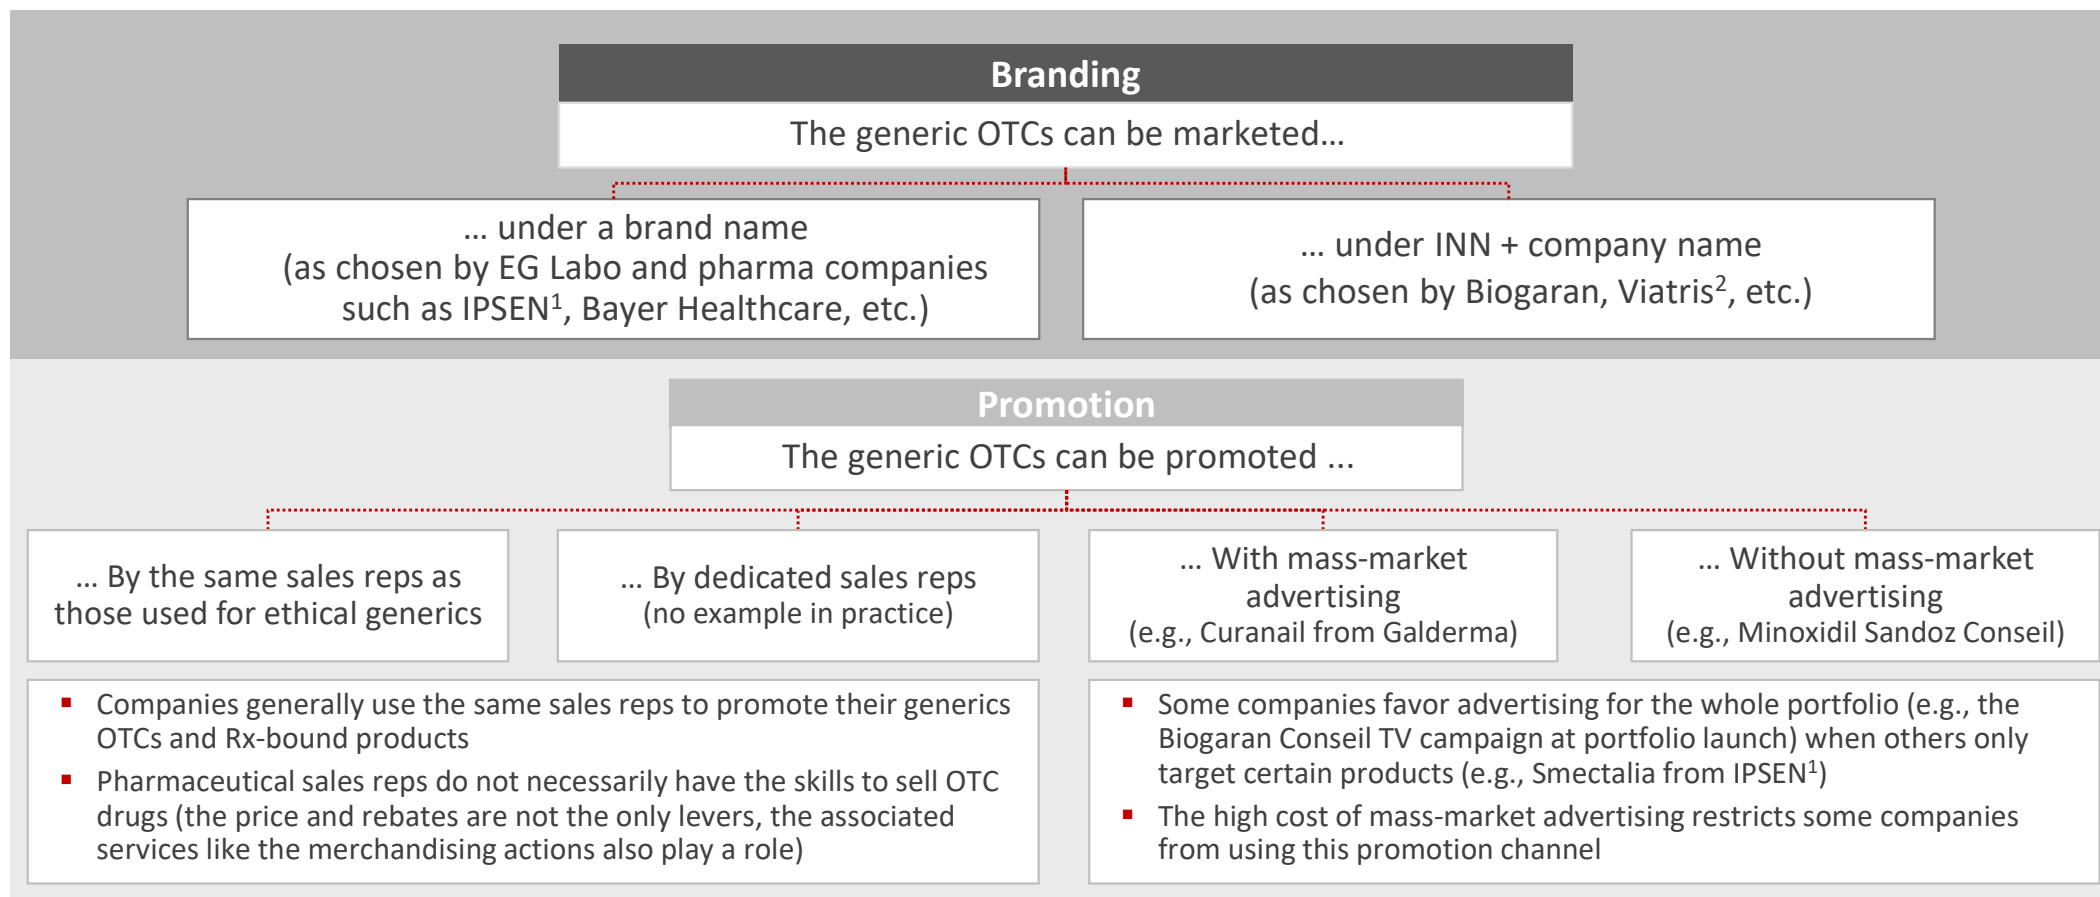 Branding
The generic OTCs can be marketed…
… under a brand name
(as chosen by EG Labo and pharma companies
such as IPSEN¹, Bayer Healthcare, etc.)
… under INN + company name
(as chosen by Biogaran, Viatris², etc.)
Promotion
The generic OTCs can be promoted ...
… By the same sales reps as
those used for ethical generics
… By dedicated sales reps
(no example in practice)
… With mass-market
advertising
(e.g., Curanail from Galderma)
… Without mass-market
advertising
(e.g., Minoxidil Sandoz Conseil)
▪ Companies generally use the same sales reps to promote their generics
OTCs and Rx-bound products
▪ Pharmaceutical sales reps do not necessarily have the skills to sell OTC
drugs (the price and rebates are not the only levers, the associated
services like the merchandising actions also play a role)
▪ Some companies favor advertising for the whole portfolio (e.g., the
Biogaran Conseil TV campaign at portfolio launch) when others only
target certain products (e.g., Smectalia from IPSEN¹)
▪ The high cost of mass-market advertising restricts some companies
from using this promotion channel